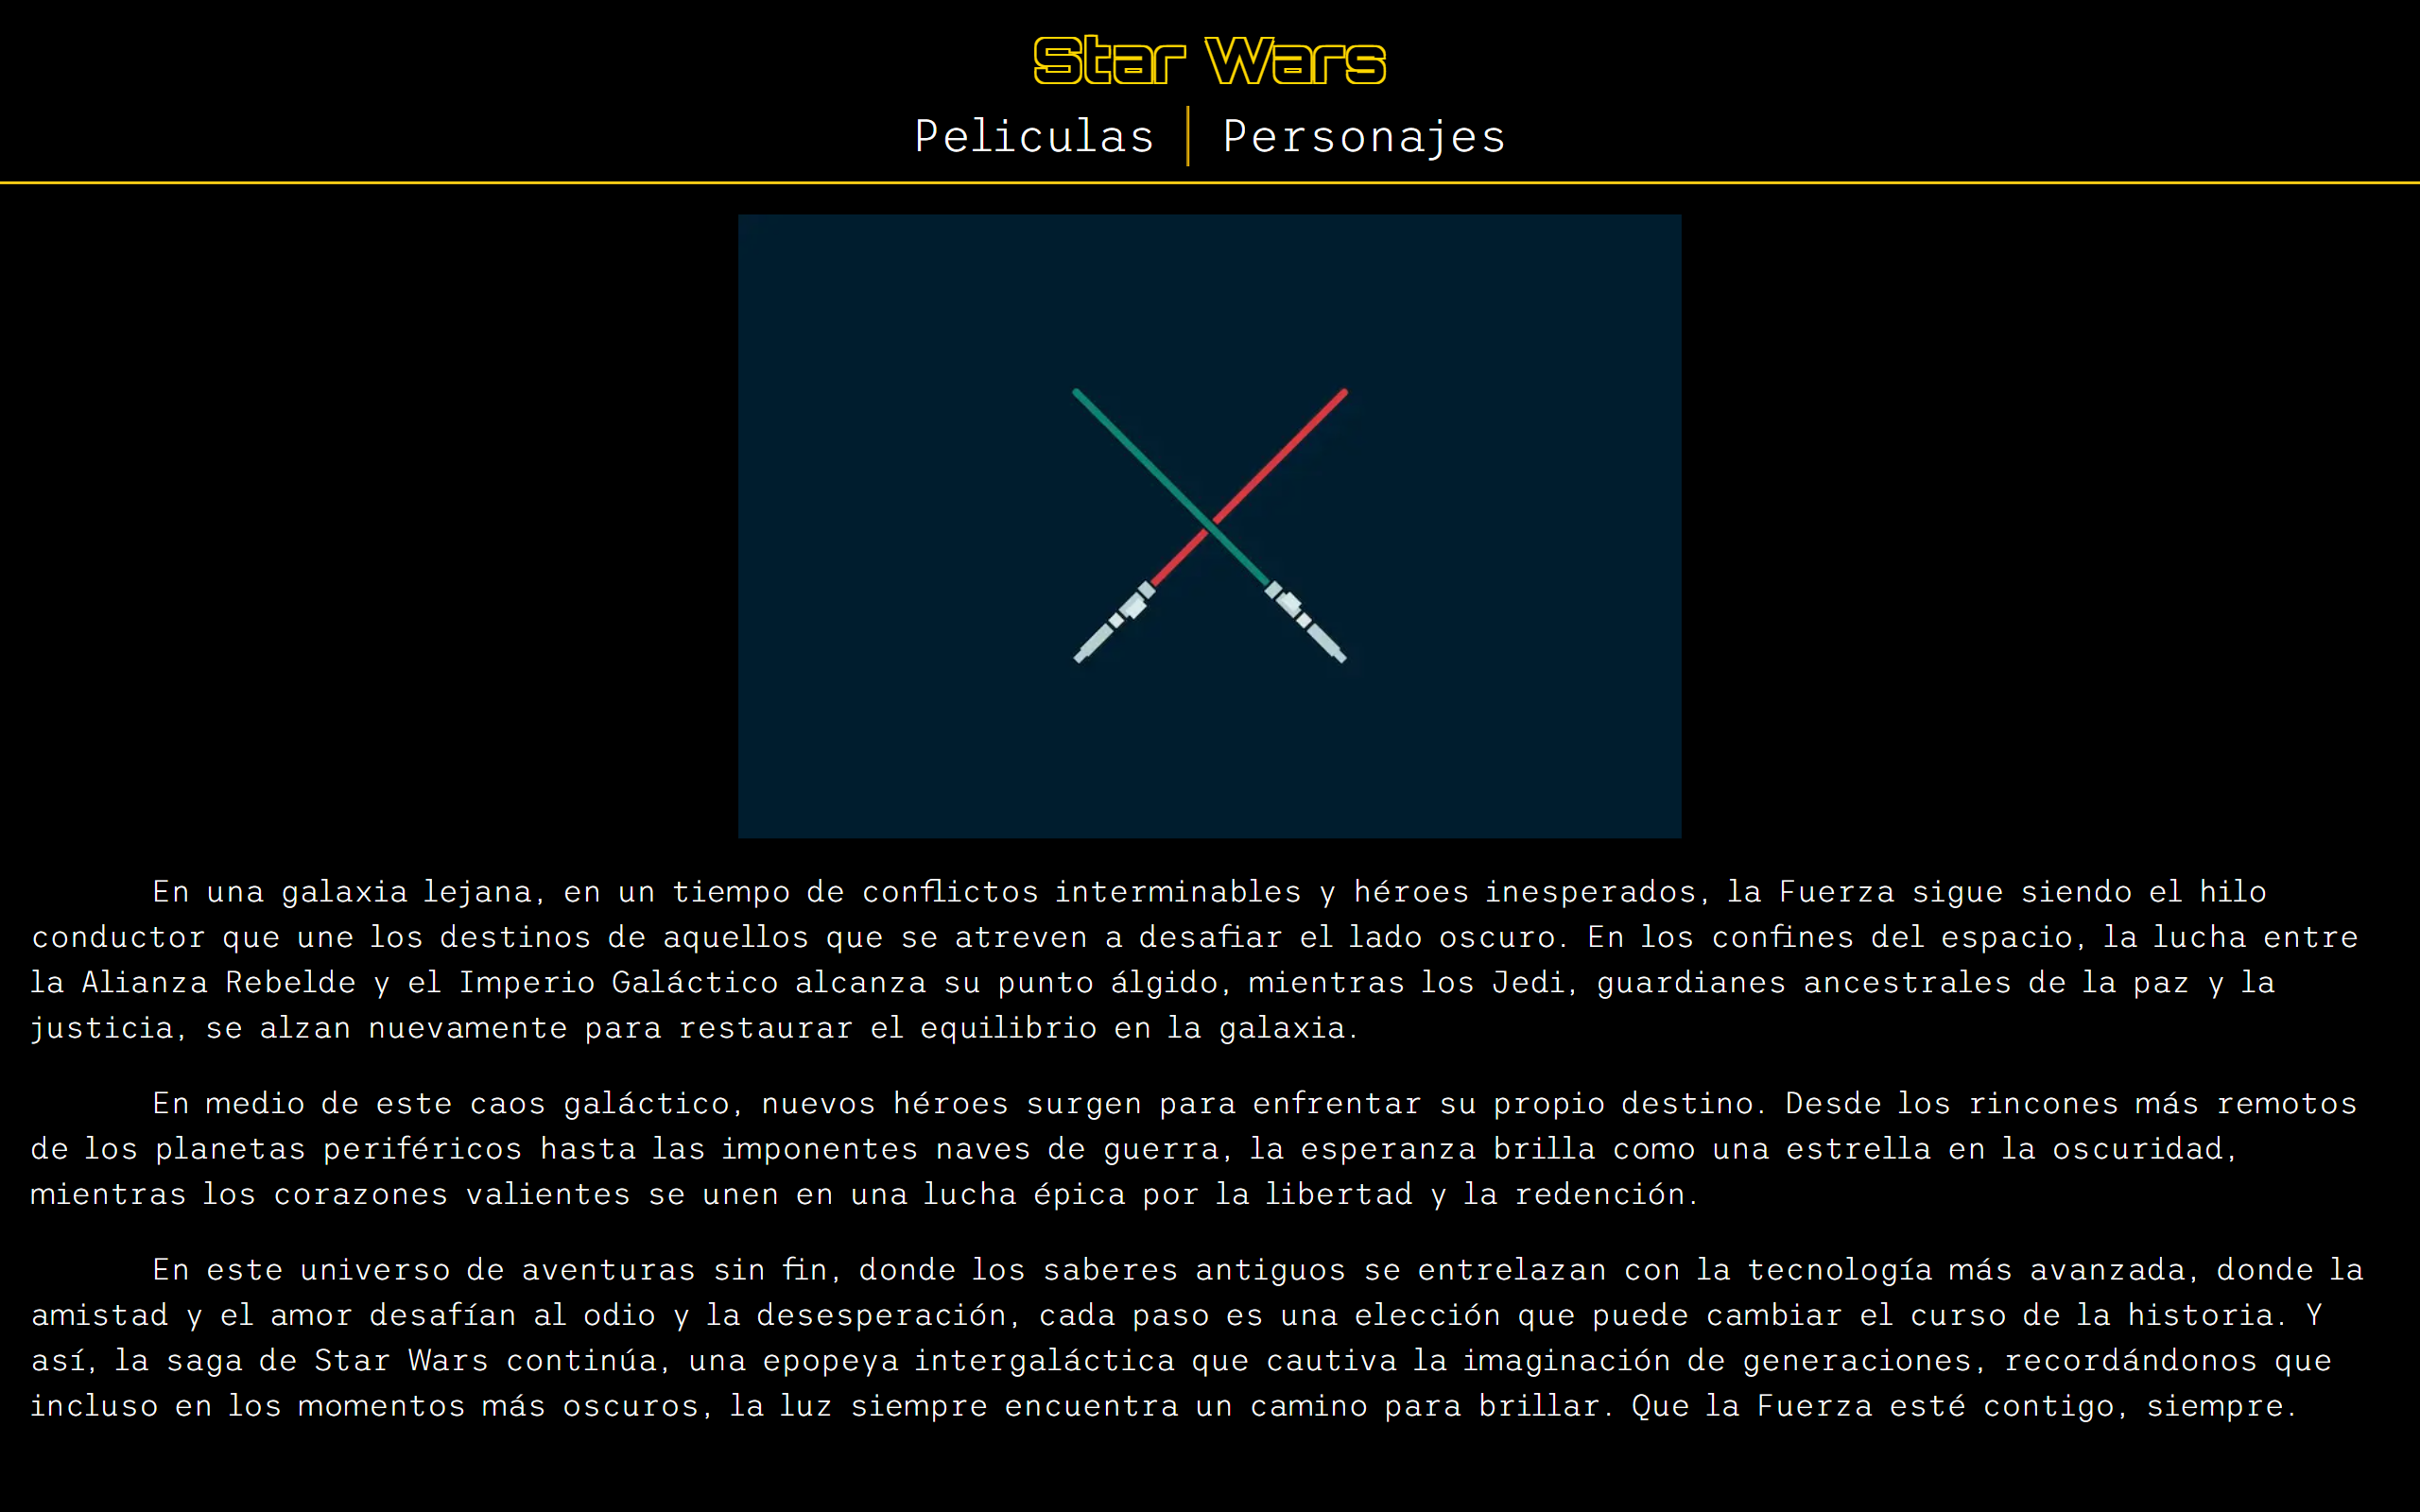 Star Wars
Peliculas | Personajes
En una galaxia lejana, en un tiempo de conflictos interminables y héroes inesperados, la Fuerza sigue siendo el hilo
conductor que une los destinos de aquellos que se atreven a desafiar el lado oscuro. En los confines del espacio, la lucha entre
la Alianza Rebelde y el Imperio Galáctico alcanza su punto álgido, mientras los Jedi, guardianes ancestrales de la paz y la
justicia, se alzan nuevamente para restaurar el equilibrio en la galaxia.
En medio de este caos galáctico, nuevos héroes surgen para enfrentar su propio destino. Desde los rincones más remotos
de los planetas periféricos hasta las imponentes naves de guerra, la esperanza brilla como una estrella en la oscuridad,
mientras los corazones valientes se unen en una lucha épica por la libertad y la redención.
En este universo de aventuras sin fin, donde los saberes antiguos se entrelazan con la tecnología más avanzada, donde la
amistad y el amor desafían al odio y la desesperación, cada paso es una elección que puede cambiar el curso de la historia. Y
así, la saga de Star Wars continúa, una epopeya intergaláctica que cautiva la imaginación de generaciones, recordándonos que
incluso en los momentos más oscuros, la luz siempre encuentra un camino para brillar. Que la Fuerza esté contigo, siempre.